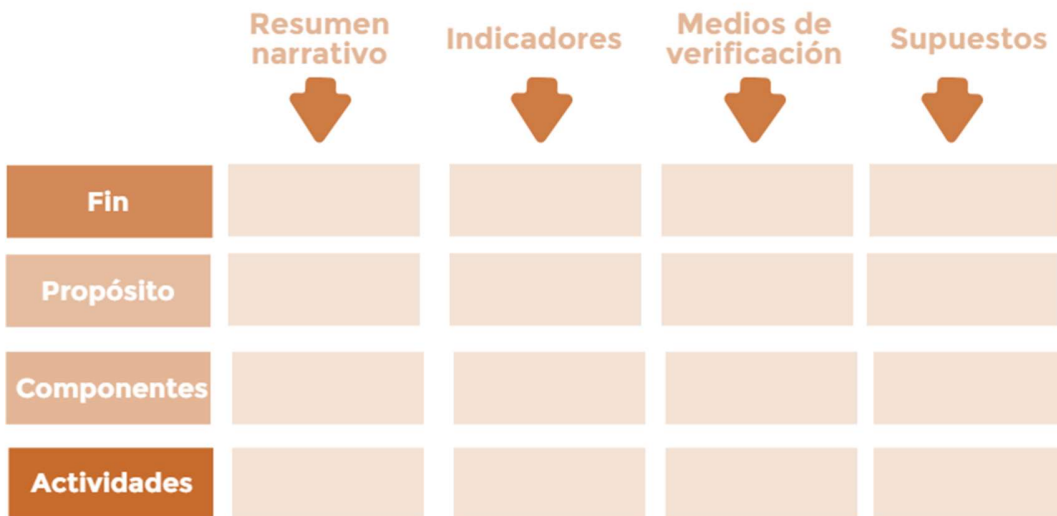 Resumen
narrativo
Indicadores
Medios de
verificación
Supuestos
Fin
Propósito
Componentes
Actividades